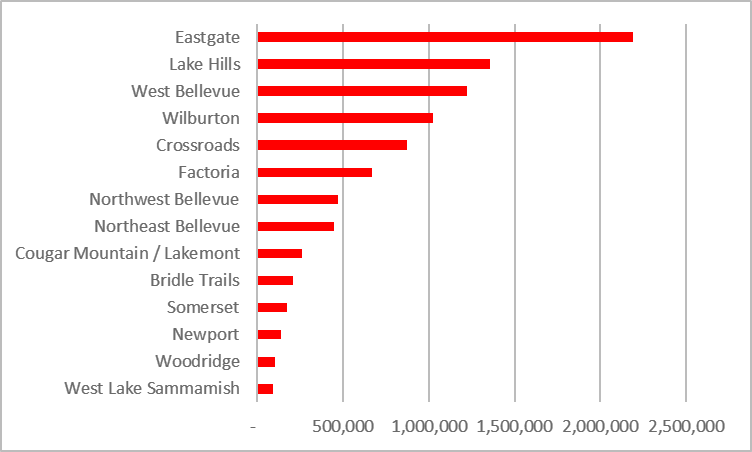 Eastgate
Lake Hills
West Bellevue
Wilburton
Crossroads
Factoria
Northwest Bellevue
Northeast Bellevue
Cougar Mountain / Lakemont
Bridle Trails
Somerset
Newport
Woodridge
West Lake Sammamish
- 500,000 1,000,000 1,500,000 2,000,000 2,500,000